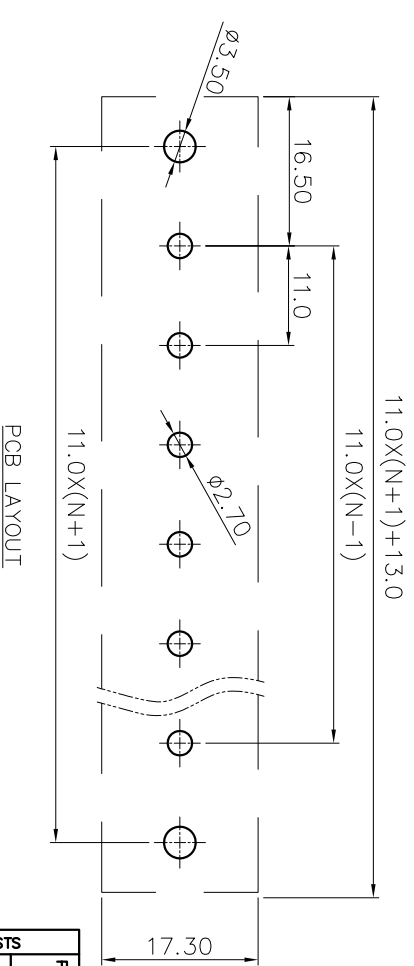 11.0X(N+1)+13.0
11.0X(N-1)
16.50
11.0
ø3.50
ø2.70
11.0X(N+1)
17.30
PCB LAYOUT
STS